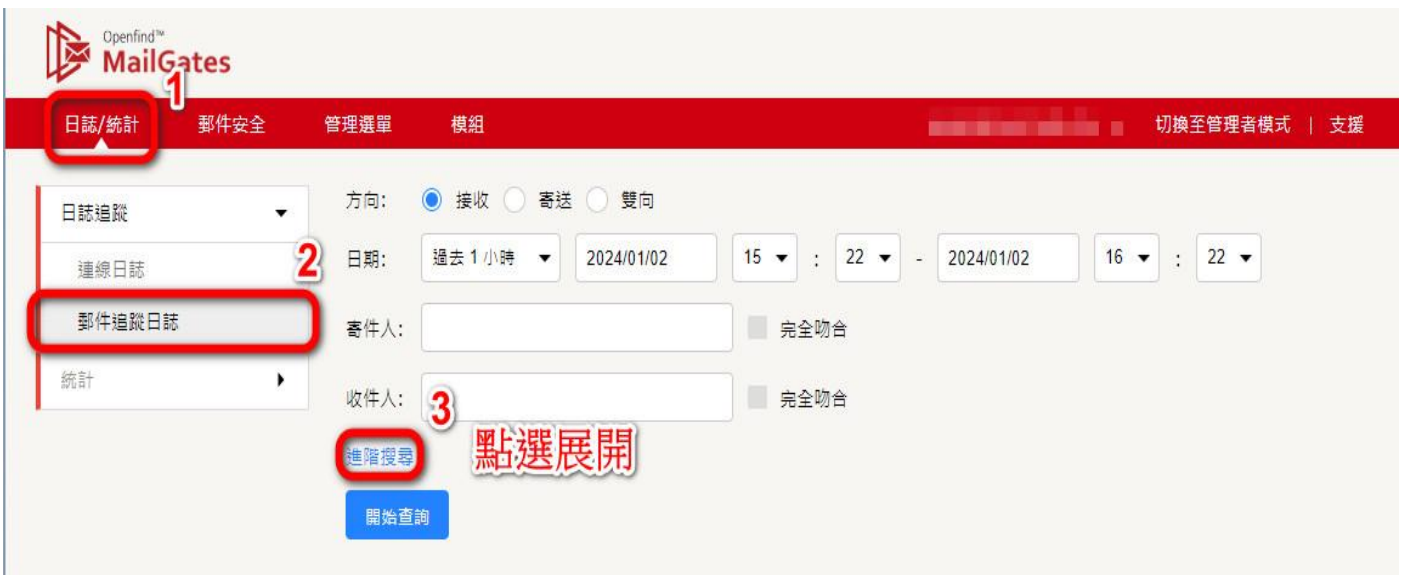 Openfind™
MailGates
1
日誌/統計 郵件安全 管理選單 模組 切換至管理者模式 | 支援
日誌追蹤 方向: 接收 寄送 雙向
連線日誌 2 日期: 過去 1 小時 2024/01/02 15 : 22 - 2024/01/02 16 : 22
郵件追蹤日誌 寄件人: 完全吻合
統計 收件人: 完全吻合
3
進階搜尋 點選展開
開始查詢